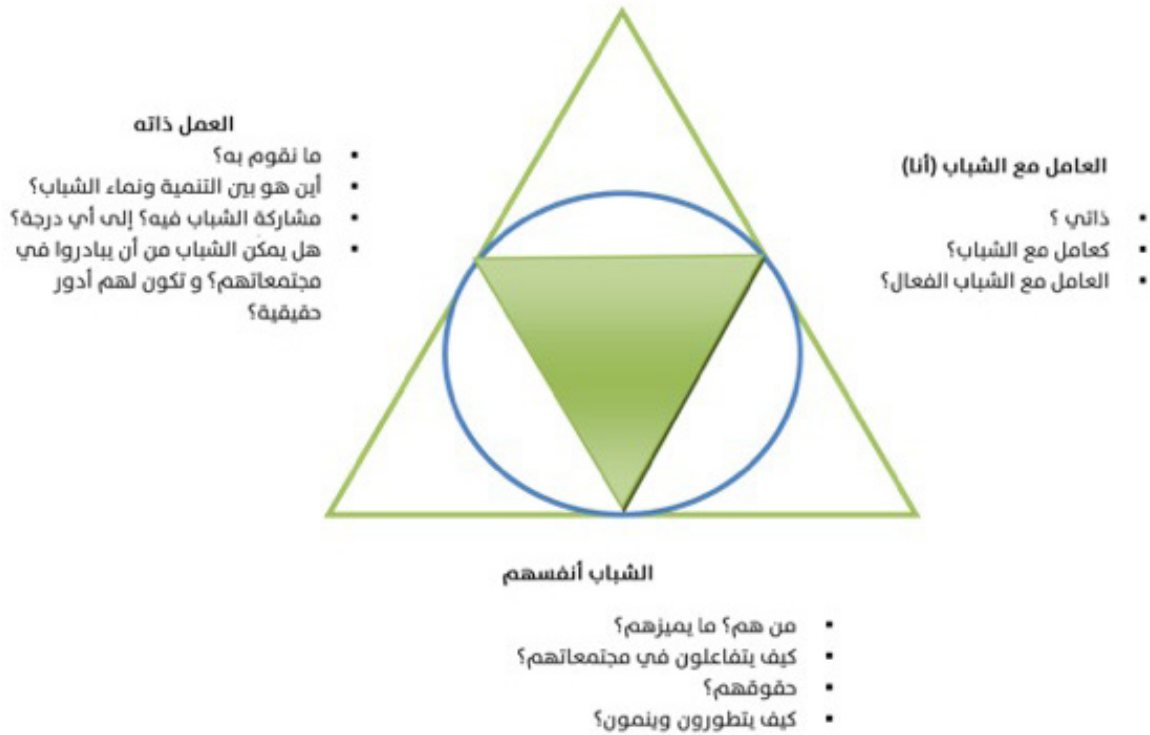 العامل مع الشباب (أنا)
▪ ذاتي ؟
▪ كعامل مع الشباب؟
▪ العامل مع الشباب الفعال؟
العمل ذاته
▪ ما نقوم به؟
▪ أين هو بين التنمية ونماء الشباب؟
▪ مشاركة الشباب فيه؟ إلى أي درجة؟
▪ هل يمكن الشباب من أن يبادروا في
مجتمعاتهم؟ و تكون لهم أدور
حقيقية؟
الشباب أنفسهم
▪ من هم؟ ما يميزهم؟
▪ كيف يتفاعلون في مجتمعاتهم؟
▪ حقوقهم؟
▪ كيف يتطورون وينمون؟